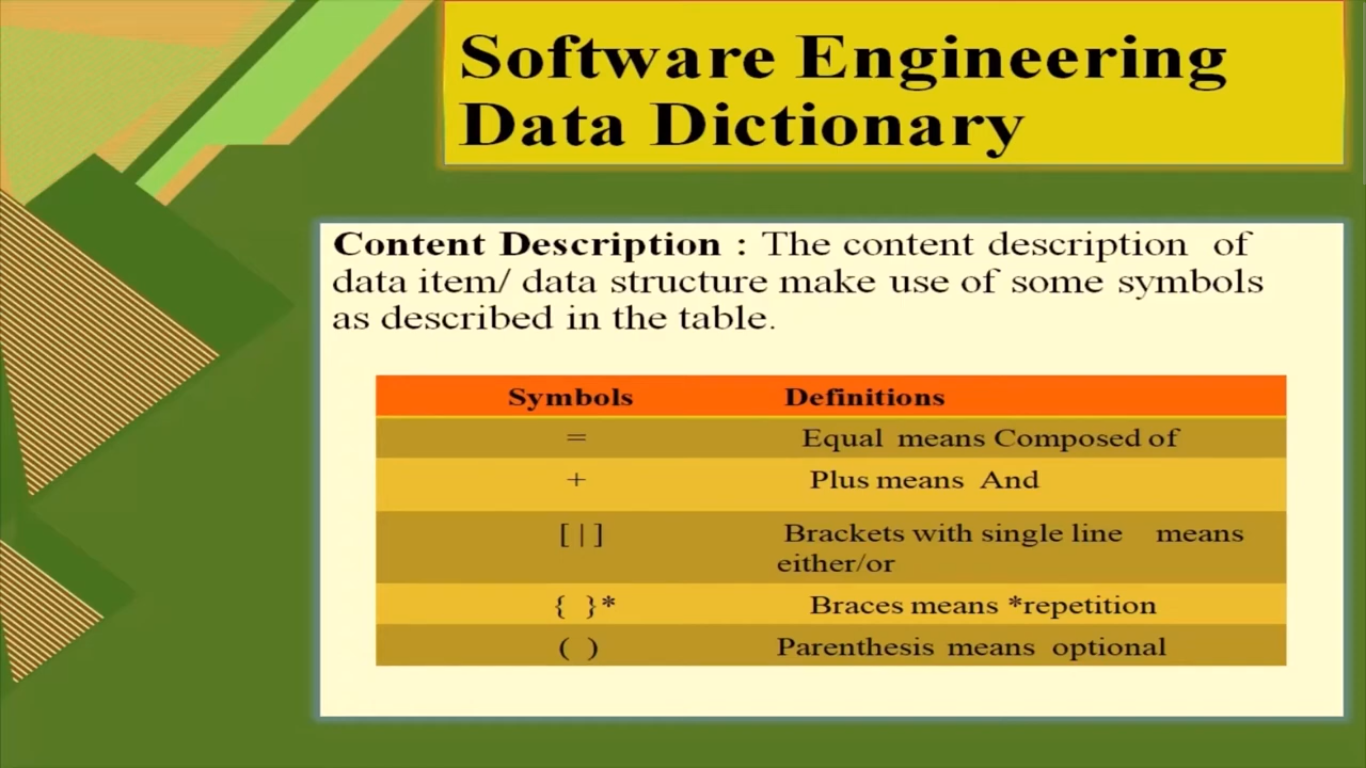 Software Engineering
Data Dictionary
Content Description : The content description of
data item/ data structure make use of some symbols
as described in the table.
Symbols Definitions
= Equal means Composed of
+ Plus means And
[ | ] Brackets with single line means
either/or
{ }* Braces means *repetition
( ) Parenthesis means optional